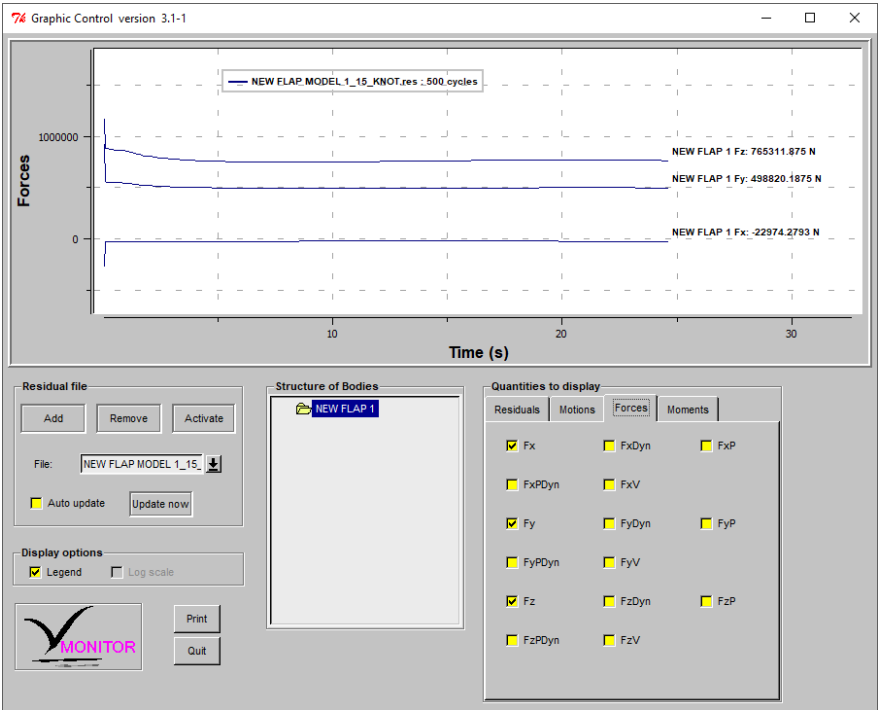 Graphic Control version 3.1-1
NEW FLAP MODEL 1_15_KNOT.res : 500 cycles
Forces
1000000
0
NEW FLAP 1 Fz: 765311.875 N
NEW FLAP 1 Fy: 498820.1875 N
NEW FLAP 1 Fx: -22974.2793 N
10
20
30
Time (s)
Residual file
Add
Remove
Activate
File:
NEW FLAP MODEL 1_15_
Auto update
Update now
Display options
Legend
Log scale
MONITOR
Print
Quit
Structure of Bodies
NEW FLAP 1
Quantities to display
Residuals
Motions
Forces
Moments
Fx
FxDyn
FxP
FxPDyn
FxV
Fy
FyDyn
FyP
FyPDyn
FyV
Fz
FzDyn
FzP
FzPDyn
FzV